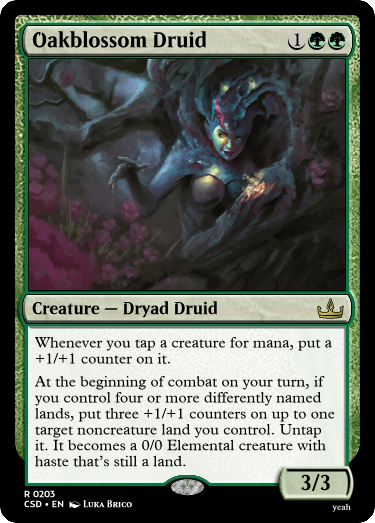 Oakblossom Druid 1
Creature — Dryad Druid
Whenever you tap a creature for mana, put a
+1/+1 counter on it.
At the beginning of combat on your turn, if
you control four or more differently named
lands, put three +1/+1 counters on up to one
target noncreature land you control. Untap
it. It becomes a 0/0 Elemental creature with
haste that's still a land.
3/3
R 0203
CSD • EN Luka Brico
yeah